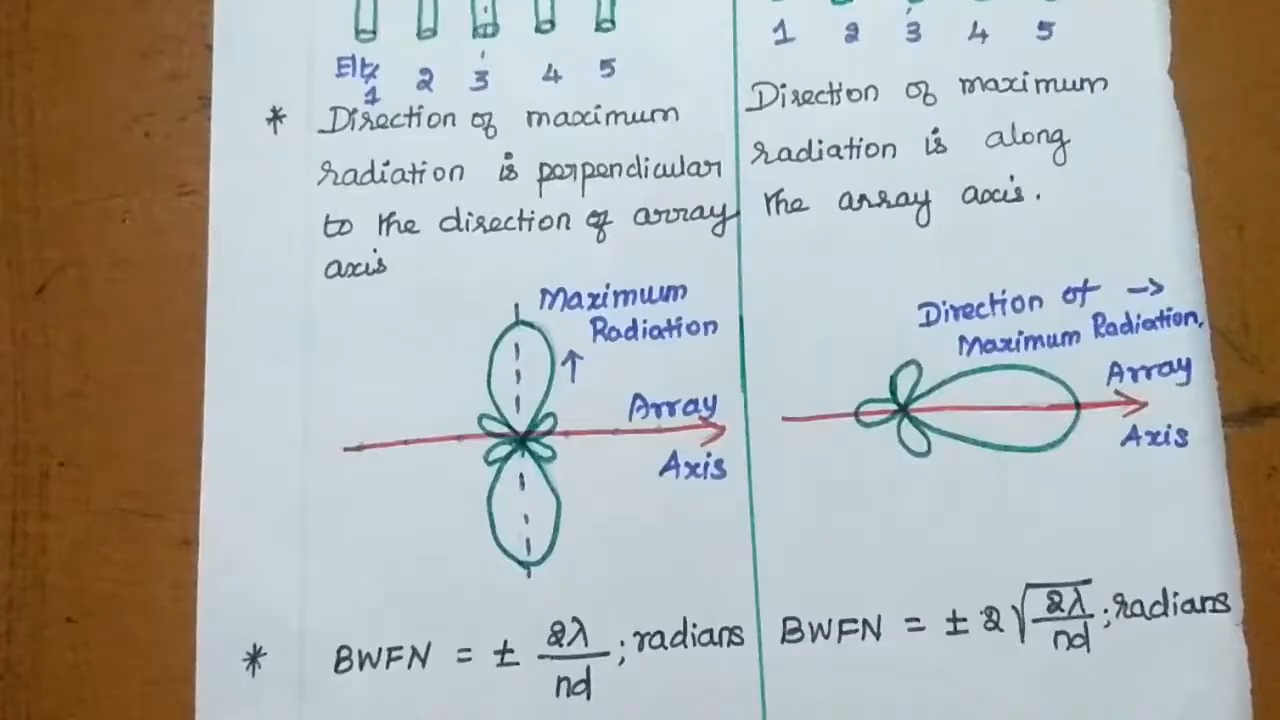 Elt 1 2 3 4 5
* Direction of maximum
radiation is perpendicular
to the direction of array
axis
Maximum
Radiation
↑
Array
Axis
* BWFN = ± 2λ/nd ; radians
1 2 3 4 5
Direction of maximum
radiation is along
the array axis.
Direction of →
Maximum Radiation.
Array
Axis
BWFN = ± 2√(2λ/nd) ; radians